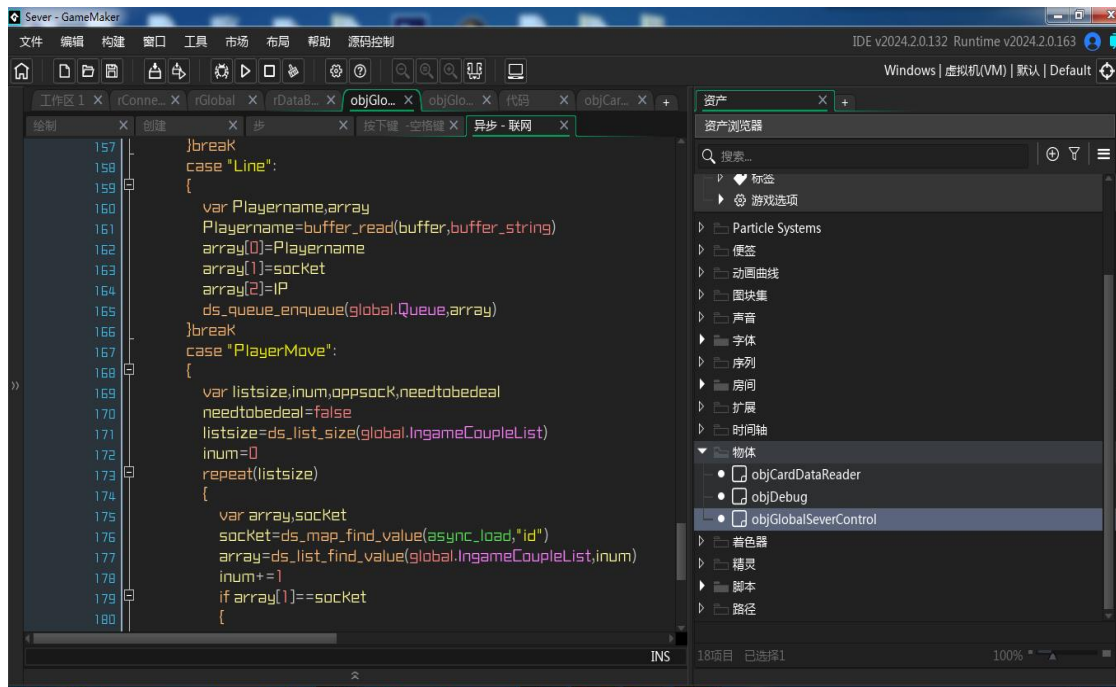 Sever - GameMaker
文件 编辑 构建 窗口 工具 市场 布局 帮助 源码控制
IDE v2024.2.0.132 Runtime v2024.2.0.163
Windows | 虚拟机(VM) | 默认 | Default
工作区 1 rConne... rGlobal rDataB... objGlo... objGlo... 代码 objCar...
资产
绘制 创建 步 按下键 -空格键 异步 - 联网
资产浏览器
搜索...
157 }break
158 case "Line":
159 {
160 var Playername,array
161 Playername=buffer_read(buffer,buffer_string)
162 array[0]=Playername
163 array[1]=socket
164 array[2]=IP
165 ds_queue_enqueue(global.Queue,array)
166 }break
167 case "PlayerMove":
168 {
169 var listsize,inum,oppsock,needtobedeal
170 needtobedeal=false
171 listsize=ds_list_size(global.IngameCoupleList)
172 inum=0
173 repeat(listsize)
174 {
175 var array,socket
176 socket=ds_map_find_value(async_load,"id")
177 array=ds_list_find_value(global.IngameCoupleList,inum)
178 inum+=1
179 if array[1]==socket
180 {
INS
标签
游戏选项
Particle Systems
便签
动画曲线
图块集
声音
字体
序列
房间
扩展
时间轴
物体
objCardDataReader
objDebug
objGlobalSeverControl
着色器
精灵
脚本
路径
18项目 已选择1
100%